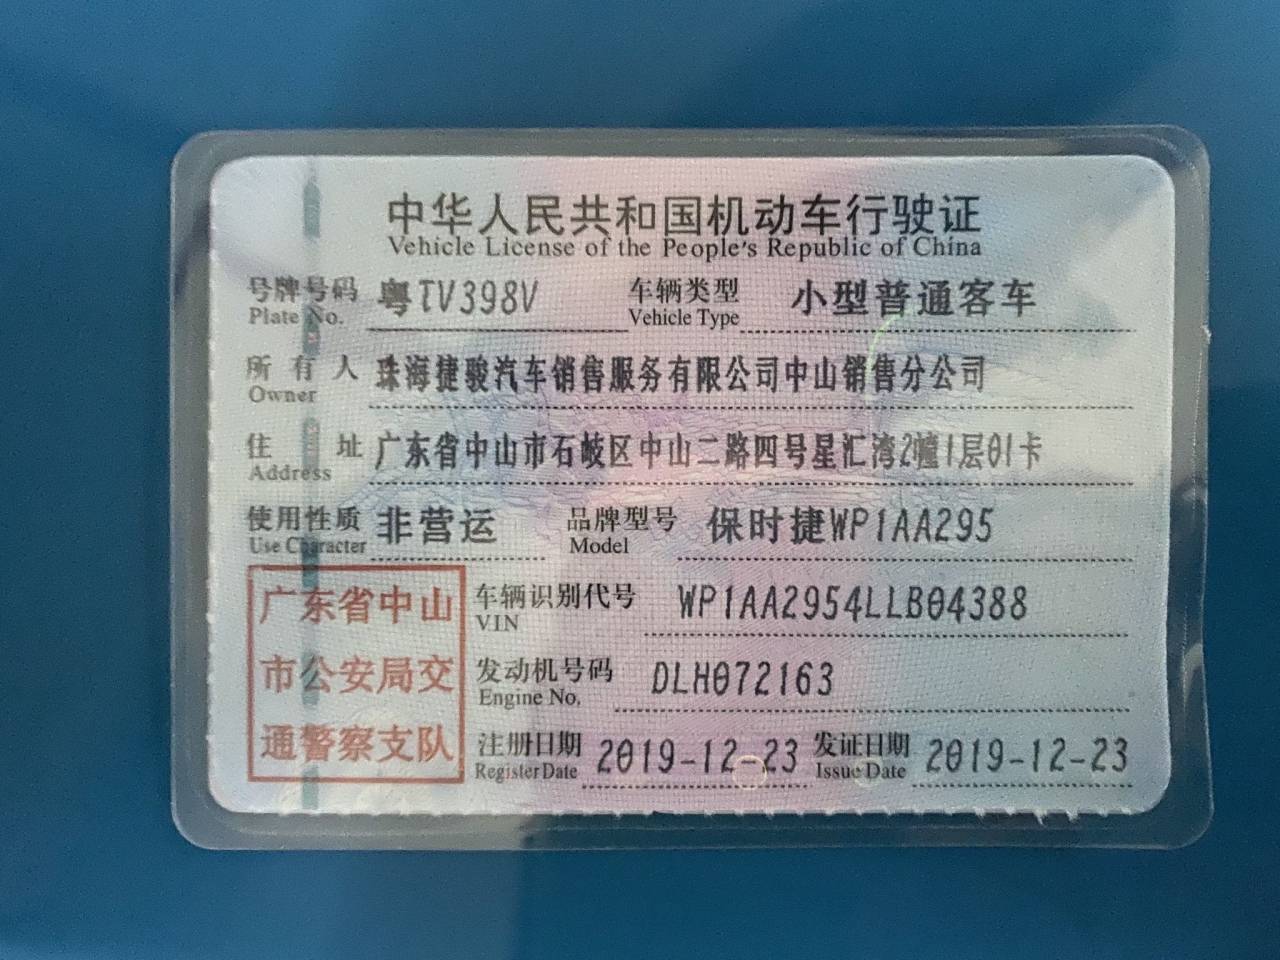 中华人民共和国机动车行驶证
Vehicle License of the People's Republic of China
号牌号码 粤TV398V 车辆类型 小型普通客车
Plate No. Vehicle Type
所有人 珠海捷骏汽车销售服务有限公司中山销售分公司
Owner
住址 广东省中山市石岐区中山二路四号星汇湾2幢1层01卡
Address
使用性质 非营运 品牌型号 保时捷WP1AA295
Use Character Model
广东省中山
市公安局交
通警察支队
车辆识别代号 WP1AA2954LLB04388
VIN
发动机号码 DLH072163
Engine No.
注册日期 2019-12-23 发证日期 2019-12-23
Register Date Issue Date